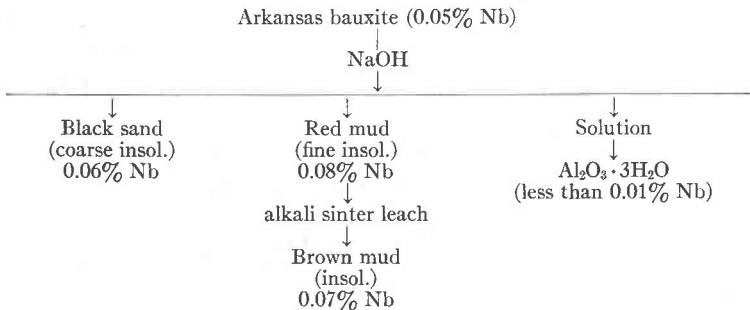 Arkansas bauxite (0.05% Nb)
NaOH
Black sand
(coarse insol.)
0.06% Nb
Red mud
(fine insol.)
0.08% Nb
alkali sinter leach
Brown mud
(insol.)
0.07% Nb
Solution
Al₂O₃·3H₂O
(less than 0.01% Nb)